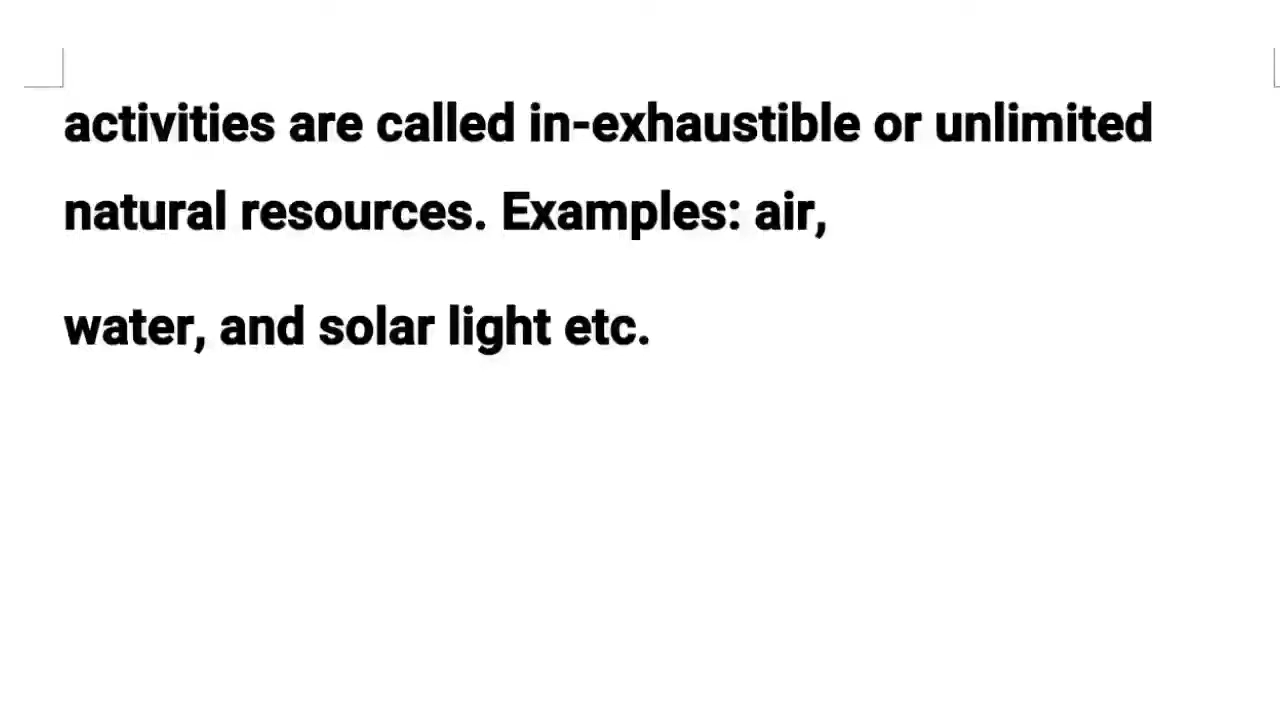 activities are called in-exhaustible or unlimited
natural resources. Examples: air,
water, and solar light etc.